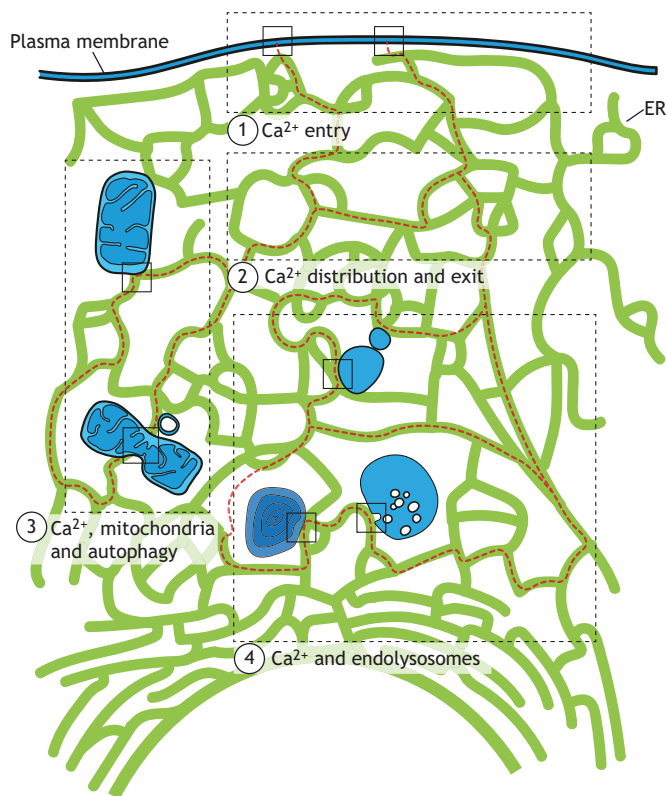 Plasma membrane
ER
1 Ca²⁺ entry
2 Ca²⁺ distribution and exit
3 Ca²⁺, mitochondria
and autophagy
4 Ca²⁺ and endolysosomes